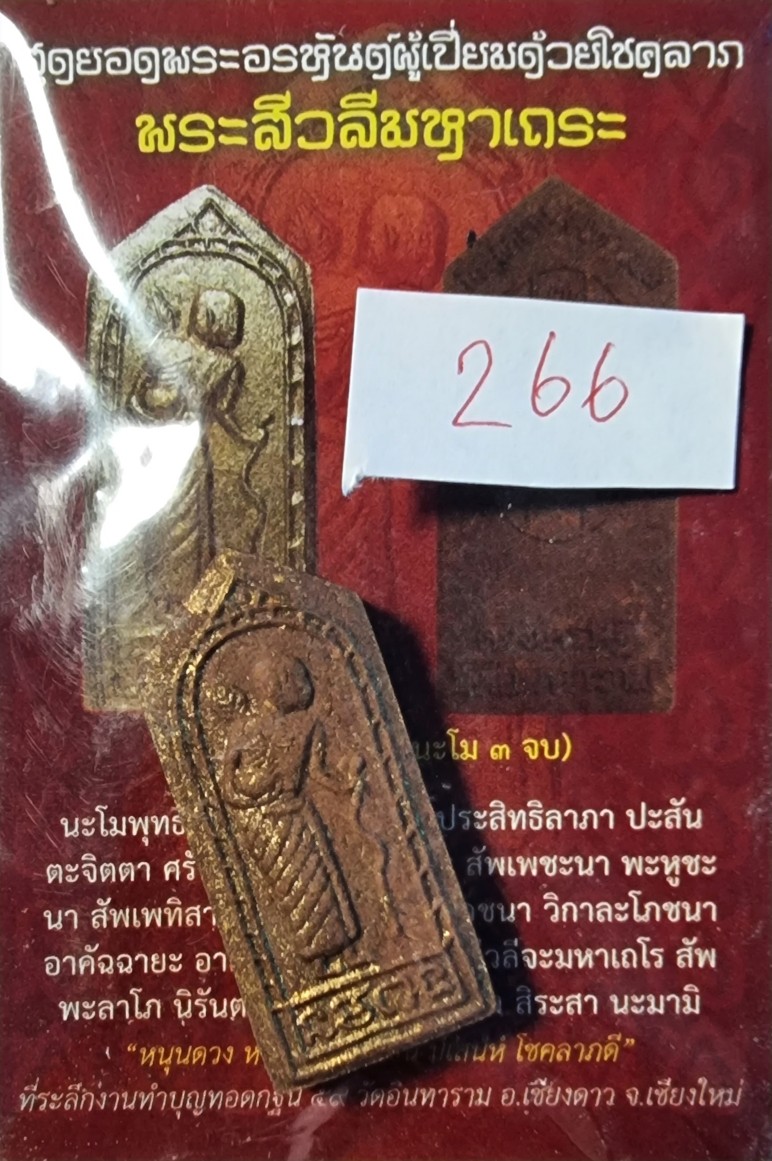 สุดยอดพระอรหันต์ผู้เปี่ยมด้วยโชคลาภ
พระสีวลีมหาเถระ
266
นะโม ๓ จบ)
นะโมพุทธ ประสิทธิลาภา ปะสัน
ตะจิตตา สัพเพชะนา พะหูชะ
นา สัพเพทิสา โภชนา วิกาละโภชนา
อาคัจฉายะ สีวลีจะมหาเถโร สัพ
พะลาโภ นิรันต สิระสา นะมามิ
“หนุนดวง โชคลาภดี”
ที่ระลึกงานทำบุญทอดกฐิน ๕๙ วัดอินทาราม อ.เชียงดาว จ.เชียงใหม่